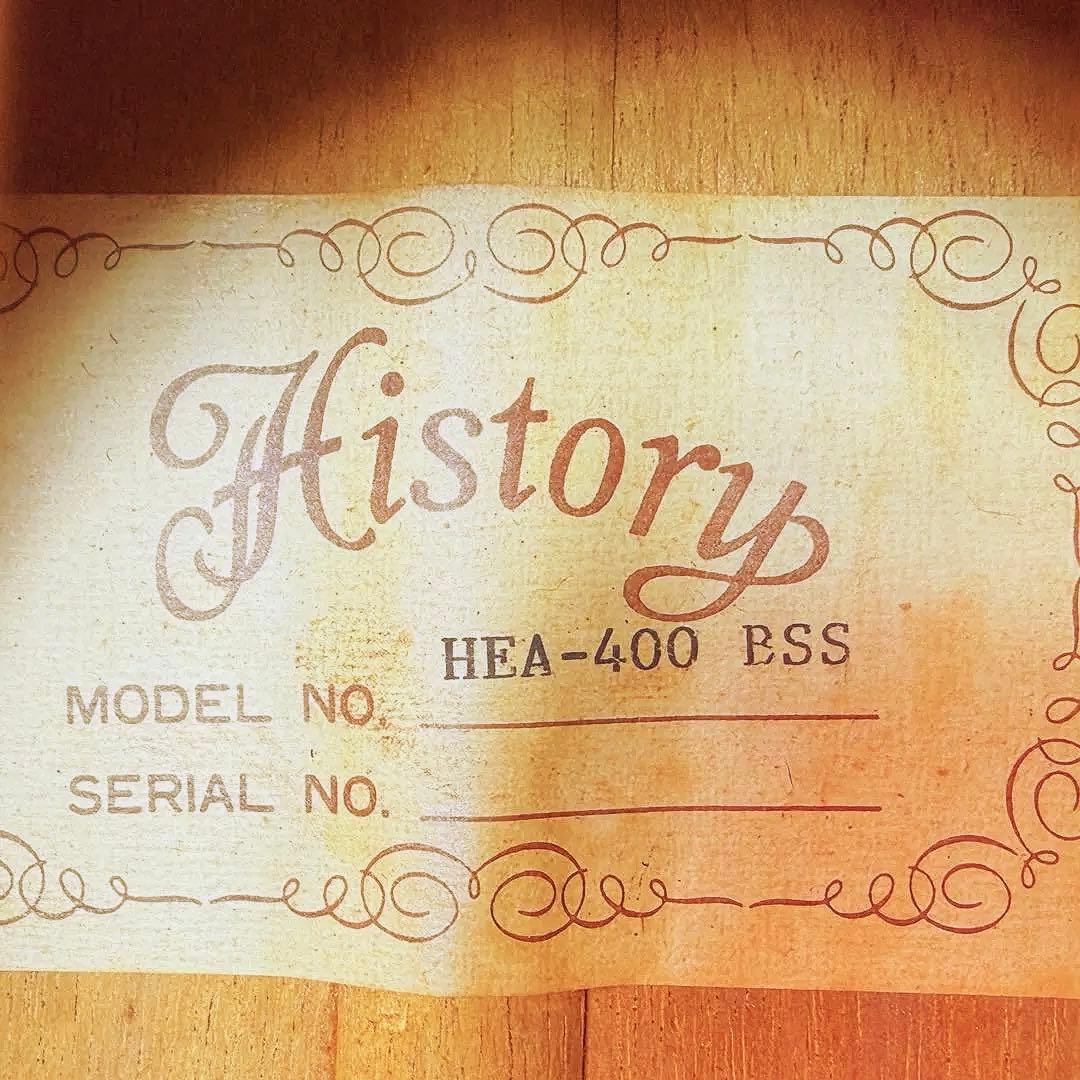 History
HEA-400 BSS
MODEL NO.
SERIAL NO.